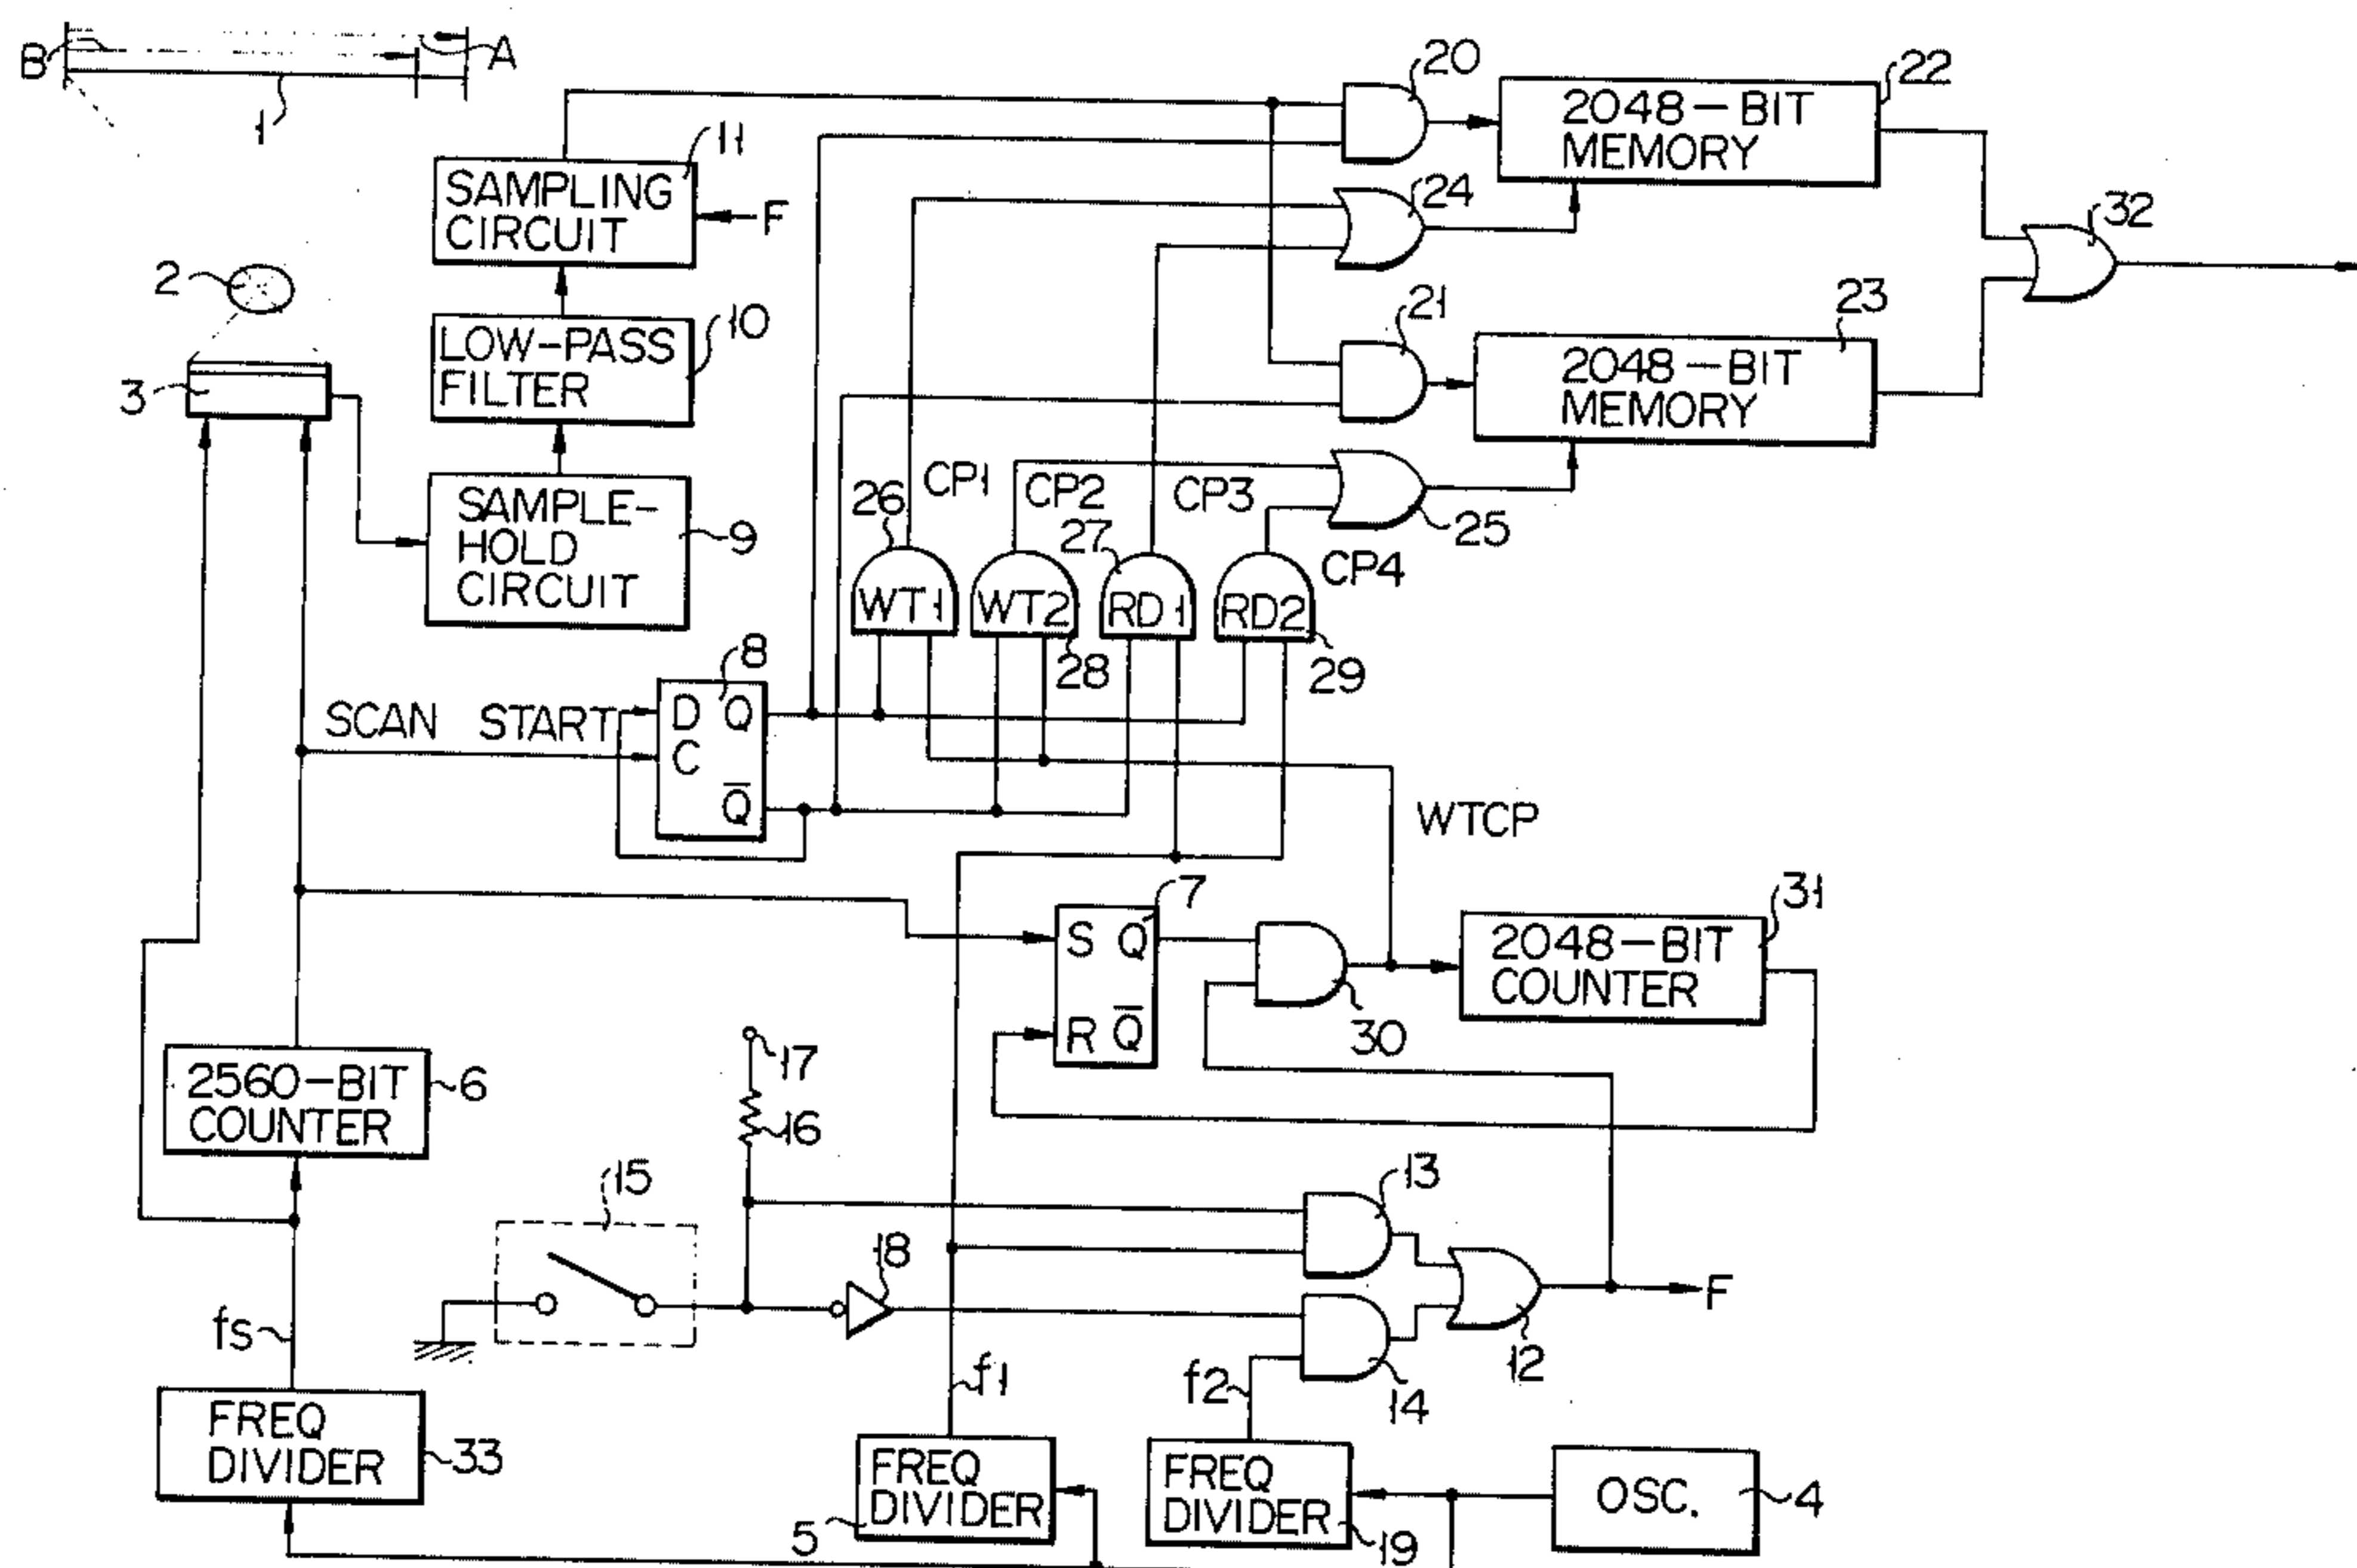 B
A
1
20
22
2048-BIT
MEMORY
11
SAMPLING
CIRCUIT
F
24
32
2
21
23
LOW-PASS
FILTER
10
2048-BIT
MEMORY
3
SAMPLE-
HOLD
CIRCUIT
9
26
CP1
CP2
CP3
27
25
CP4
WT1
WT2
RD1
RD2
28
29
8
D Q
C
Q̅
SCAN START
WTCP
7
S Q
R Q̅
31
2048-BIT
COUNTER
30
17
16
2560-BIT
COUNTER
6
15
13
18
F
12
14
fs
f1
f2
FREQ
DIVIDER
33
FREQ
DIVIDER
5
FREQ
DIVIDER
19
OSC.
4